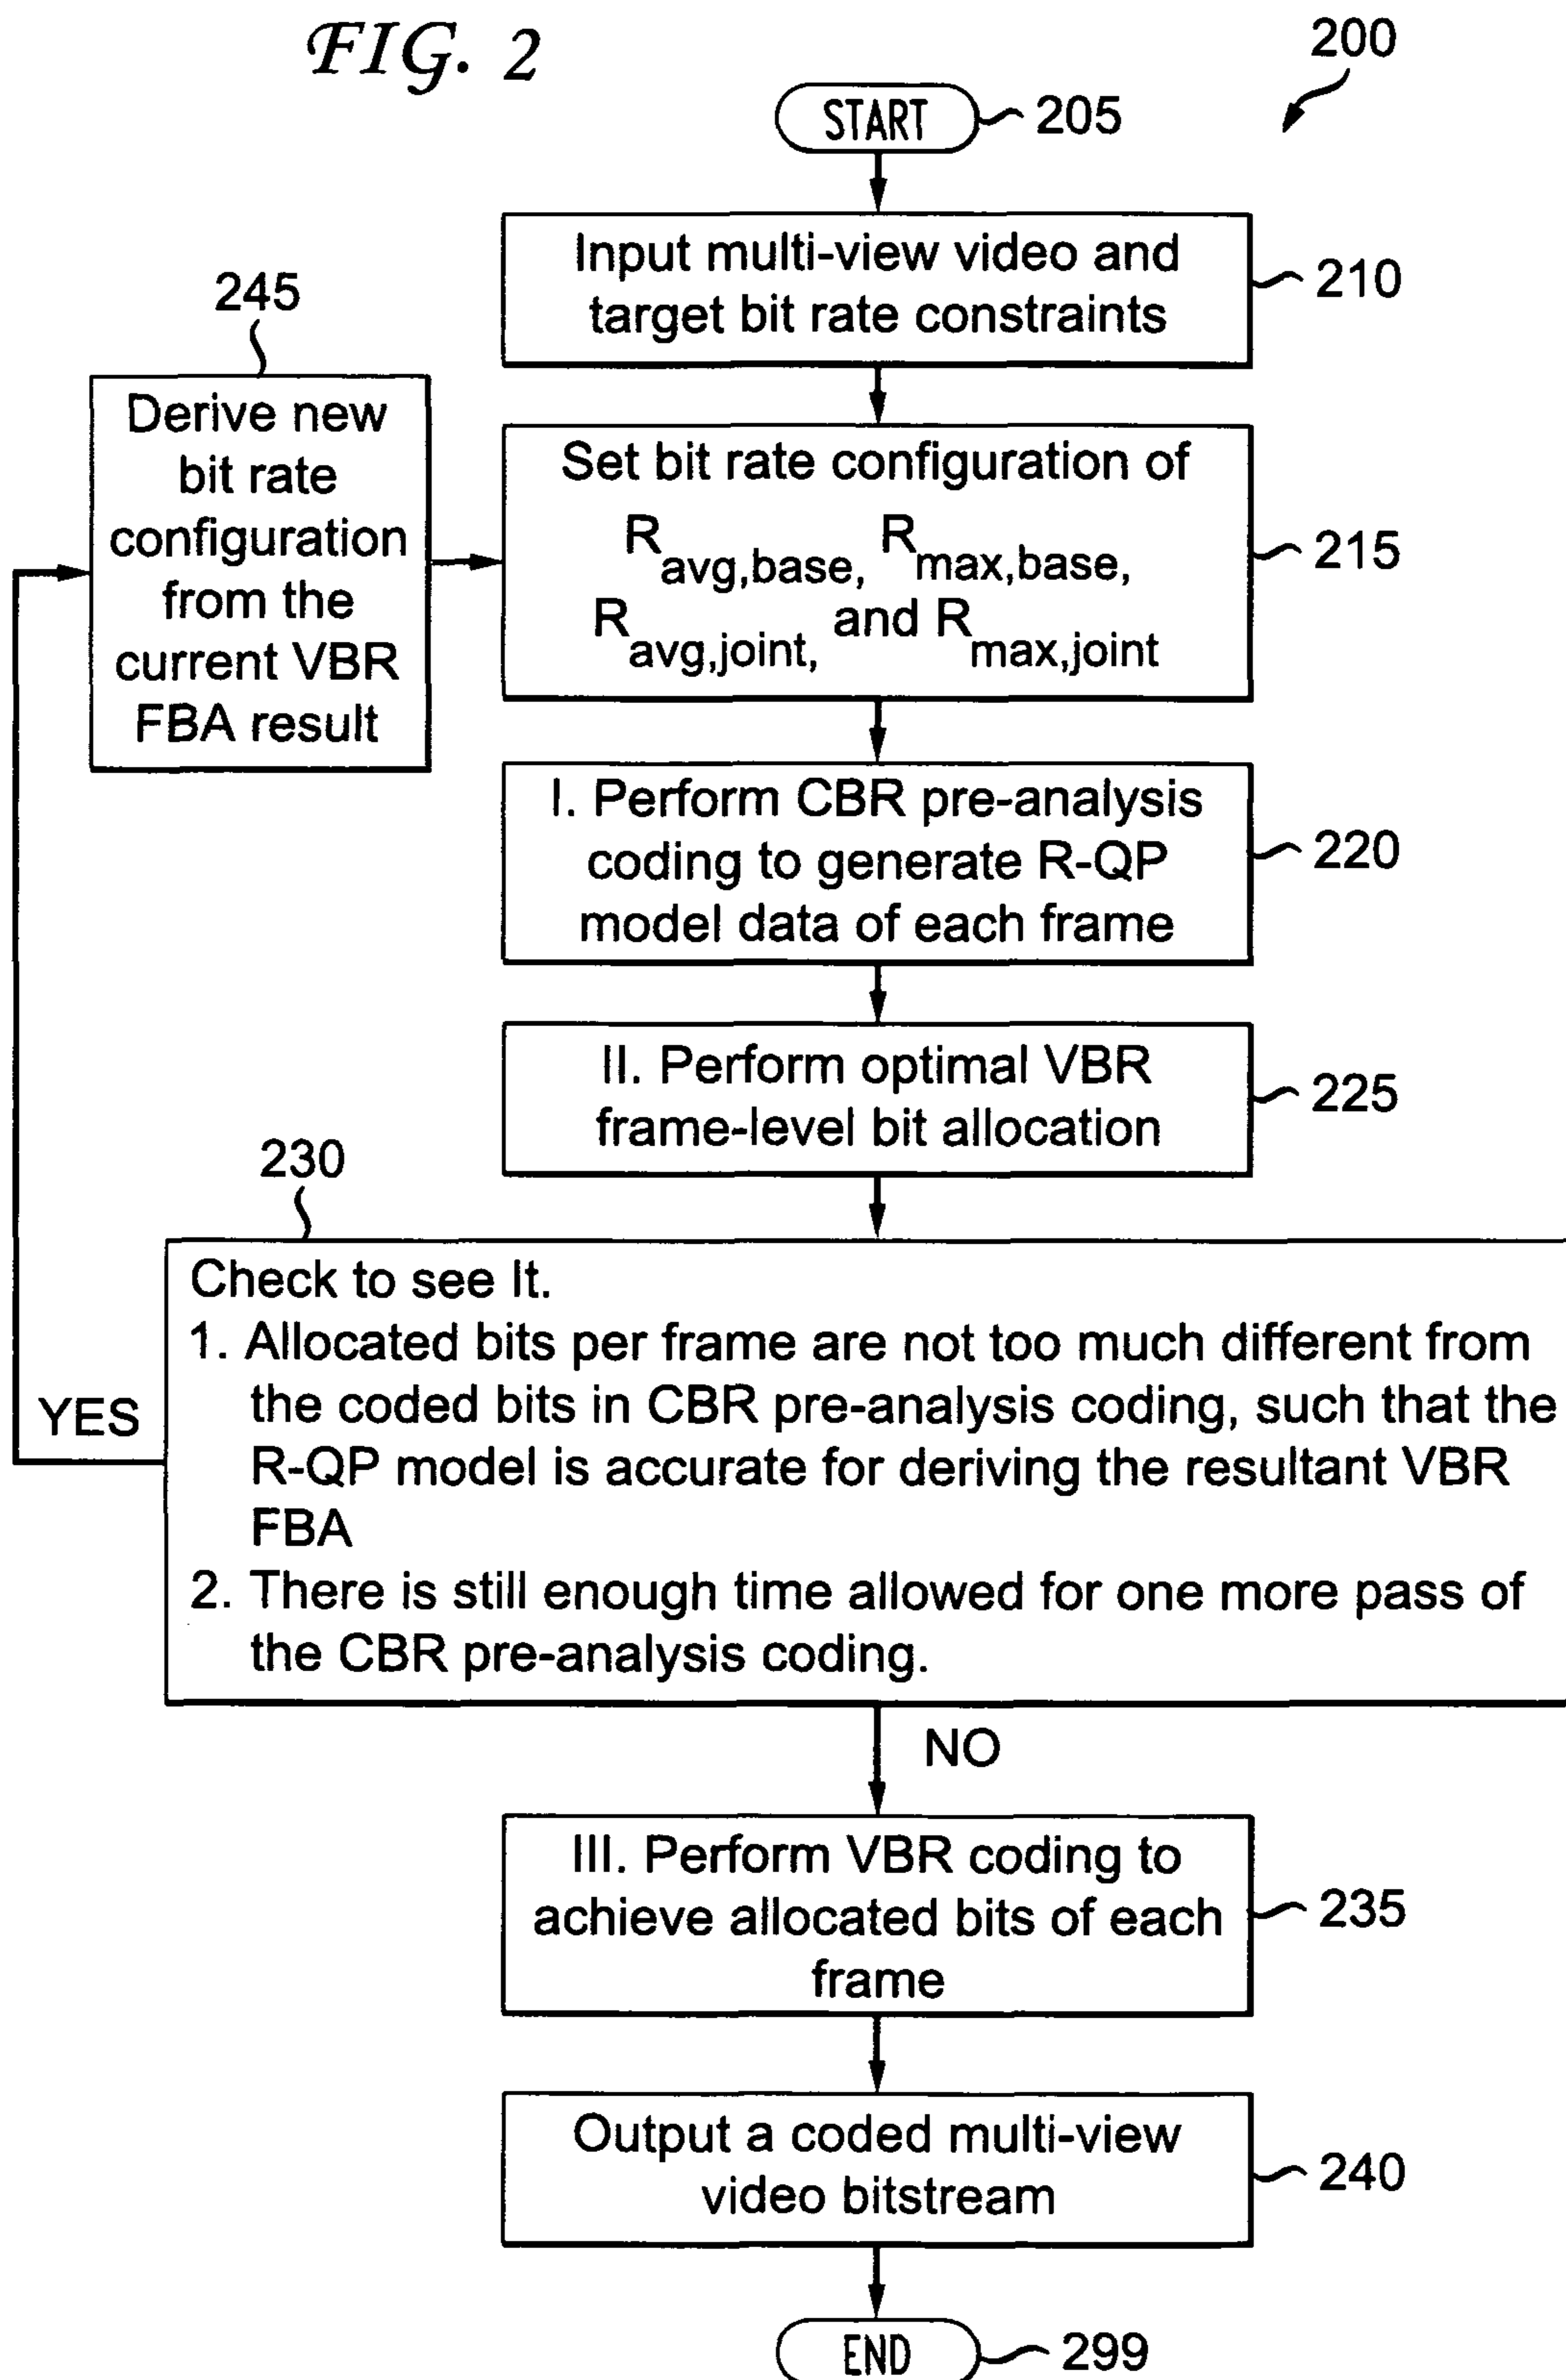 FIG. 2
200
START
205
Input multi-view video and
target bit rate constraints
210
245
Derive new
bit rate
configuration
from the
current VBR
FBA result
Set bit rate configuration of
R avg,base, R max,base,
R avg,joint, and R max,joint
215
I. Perform CBR pre-analysis
coding to generate R-QP
model data of each frame
220
II. Perform optimal VBR
frame-level bit allocation
225
230
Check to see It.
1. Allocated bits per frame are not too much different from
the coded bits in CBR pre-analysis coding, such that the
R-QP model is accurate for deriving the resultant VBR
FBA
2. There is still enough time allowed for one more pass of
the CBR pre-analysis coding.
YES
NO
III. Perform VBR coding to
achieve allocated bits of each
frame
235
Output a coded multi-view
video bitstream
240
END
299